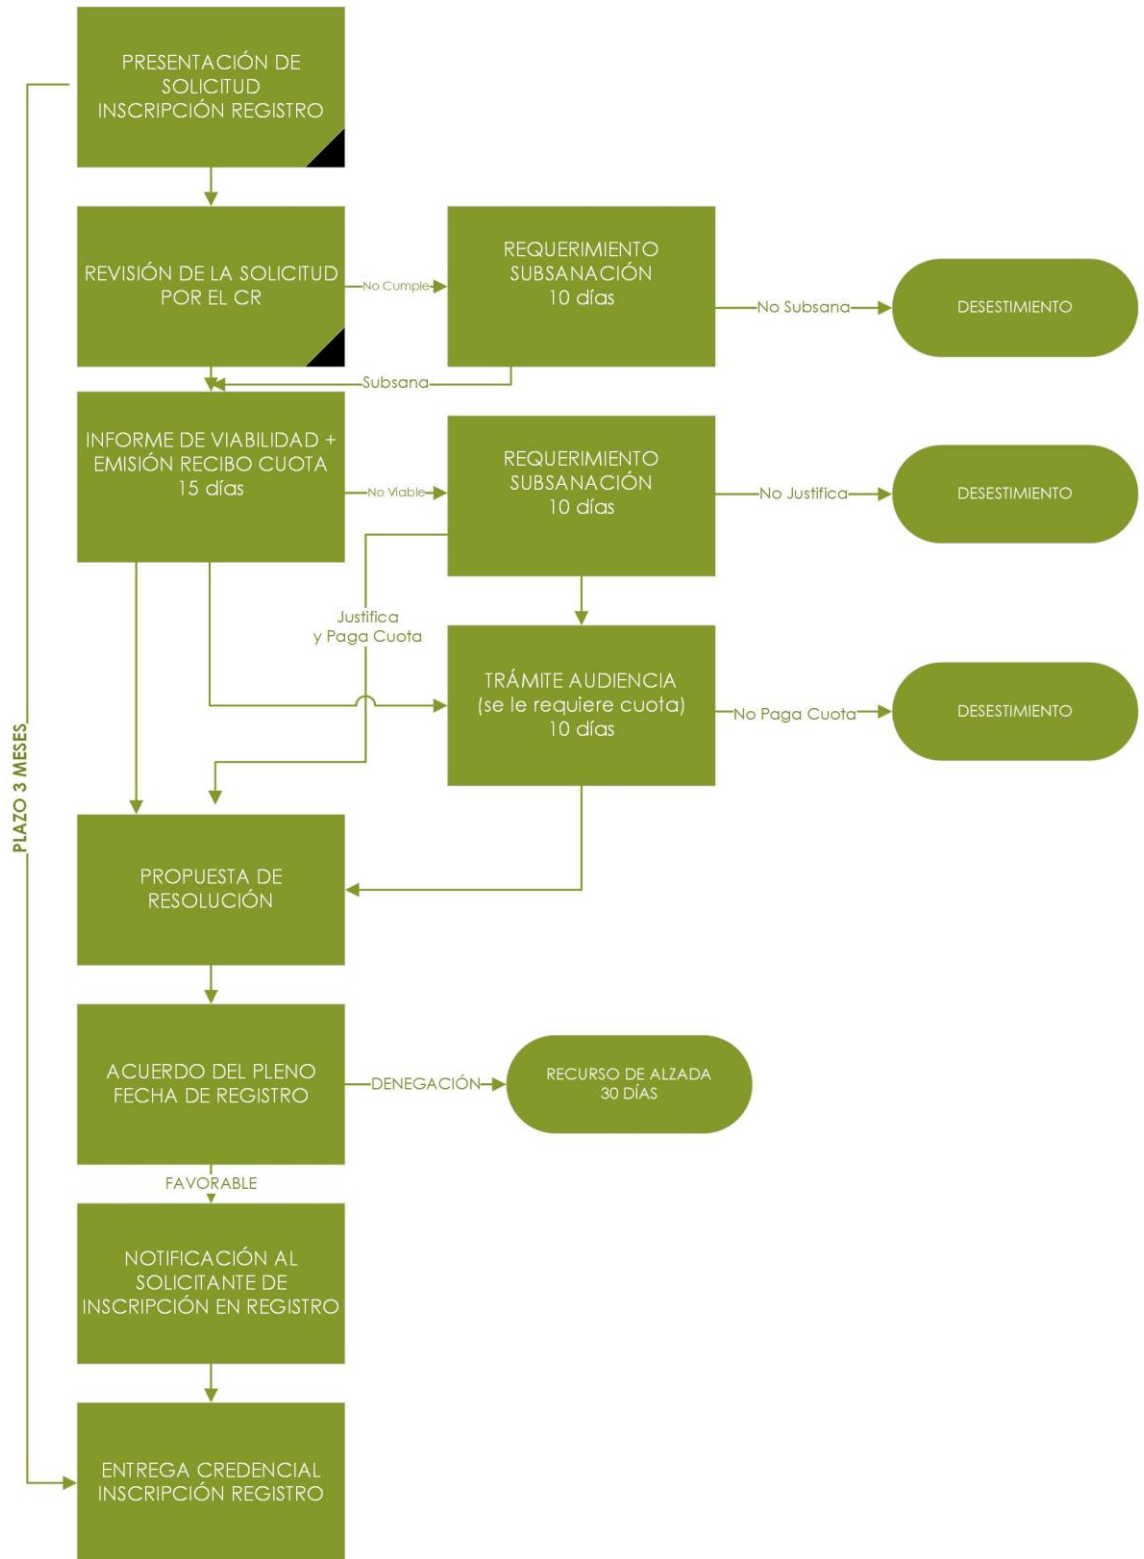 PRESENTACIÓN DE
SOLICITUD
INSCRIPCIÓN REGISTRO
REVISIÓN DE LA SOLICITUD
POR EL CR
No Cumple
REQUERIMIENTO
SUBSANACIÓN
10 días
No Subsana
DESESTIMIENTO
Subsana
INFORME DE VIABILIDAD +
EMISIÓN RECIBO CUOTA
15 días
No Viable
REQUERIMIENTO
SUBSANACIÓN
10 días
No Justifica
DESESTIMIENTO
Justifica
y Paga Cuota
TRÁMITE AUDIENCIA
(se le requiere cuota)
10 días
No Paga Cuota
DESESTIMIENTO
PLAZO 3 MESES
PROPUESTA DE
RESOLUCIÓN
ACUERDO DEL PLENO
FECHA DE REGISTRO
DENEGACIÓN
RECURSO DE ALZADA
30 DÍAS
FAVORABLE
NOTIFICACIÓN AL
SOLICITANTE DE
INSCRIPCIÓN EN REGISTRO
ENTREGA CREDENCIAL
INSCRIPCIÓN REGISTRO